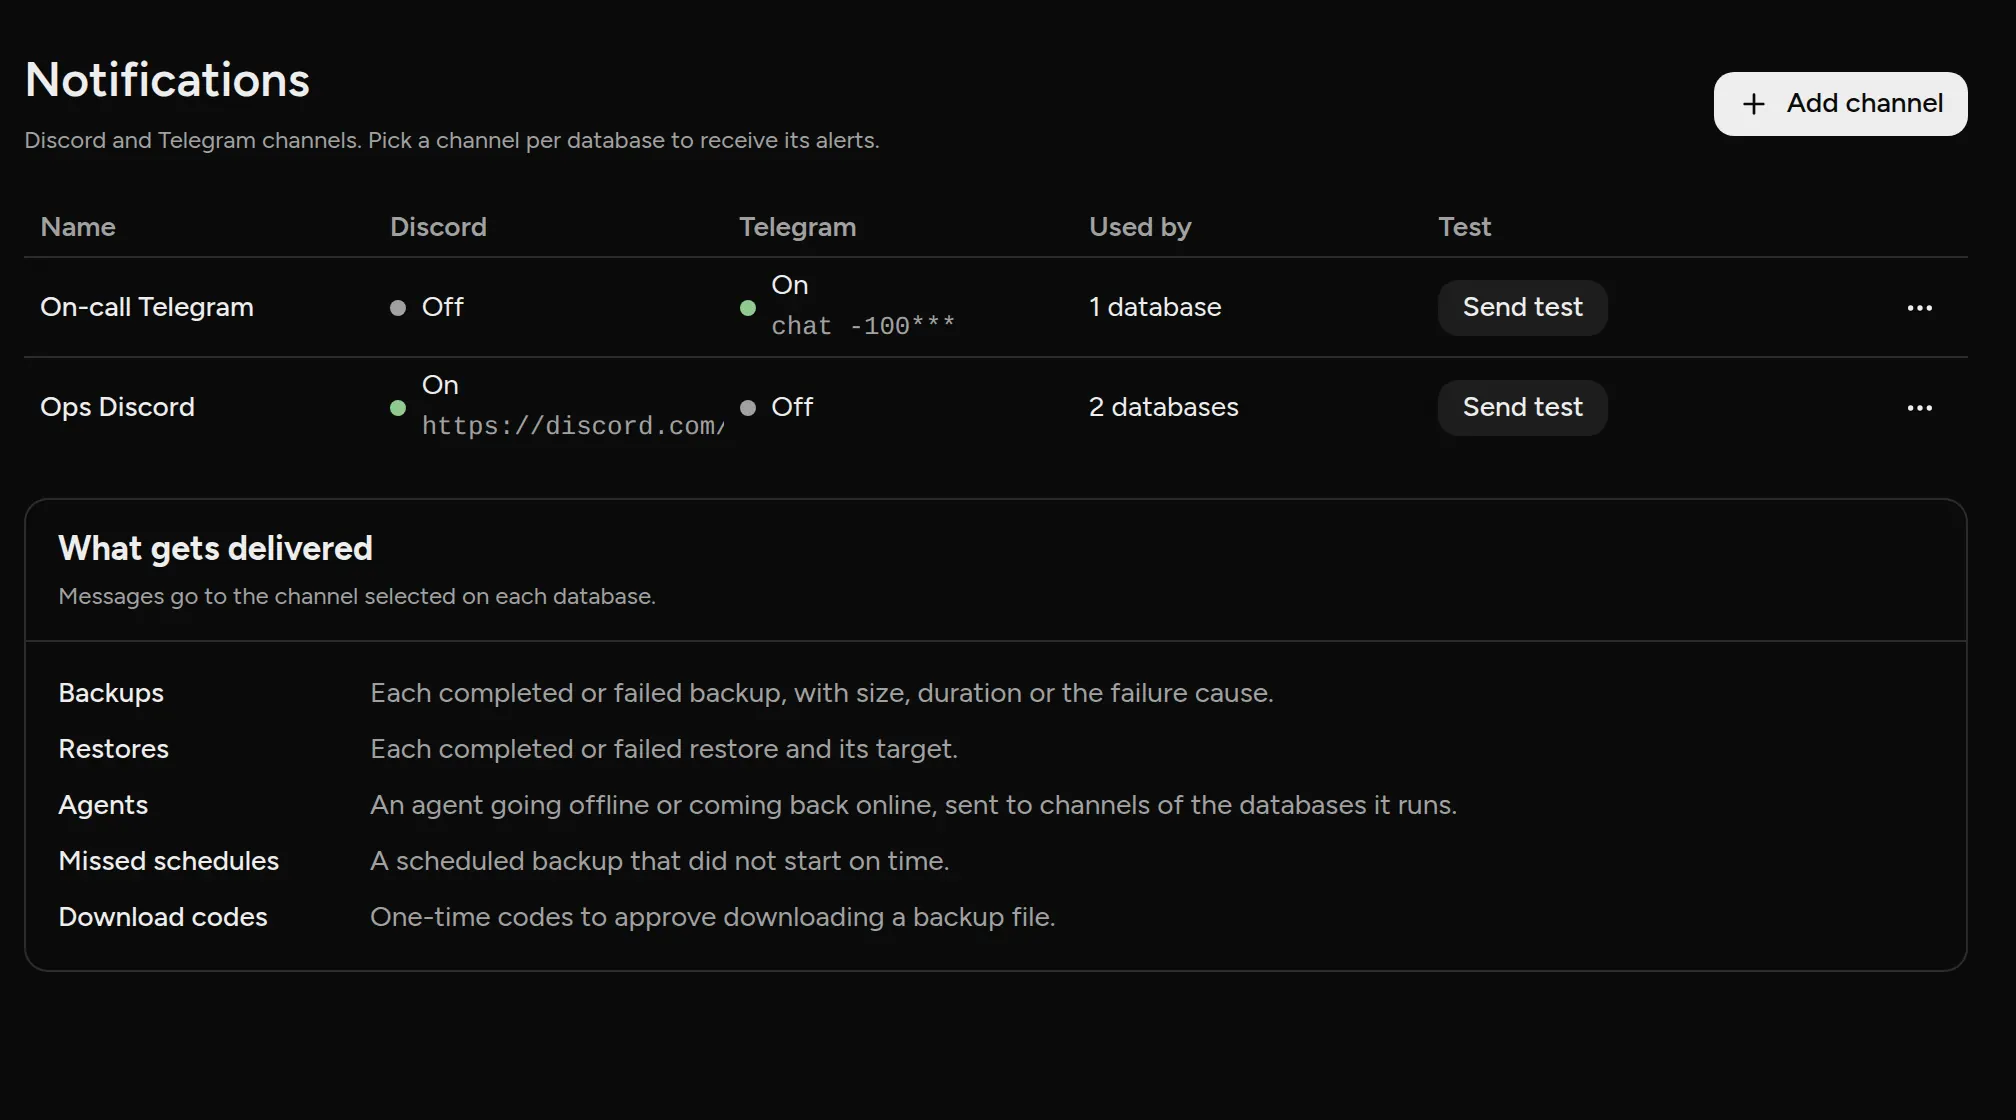 Notifications
Add channel
Discord and Telegram channels. Pick a channel per database to receive its alerts.
Name Discord Telegram Used by Test
On-call Telegram Off On 1 database Send test
chat -100***
Ops Discord On Off 2 databases Send test
https://discord.com/
What gets delivered
Messages go to the channel selected on each database.
Backups Each completed or failed backup, with size, duration or the failure cause.
Restores Each completed or failed restore and its target.
Agents An agent going offline or coming back online, sent to channels of the databases it runs.
Missed schedules A scheduled backup that did not start on time.
Download codes One-time codes to approve downloading a backup file.